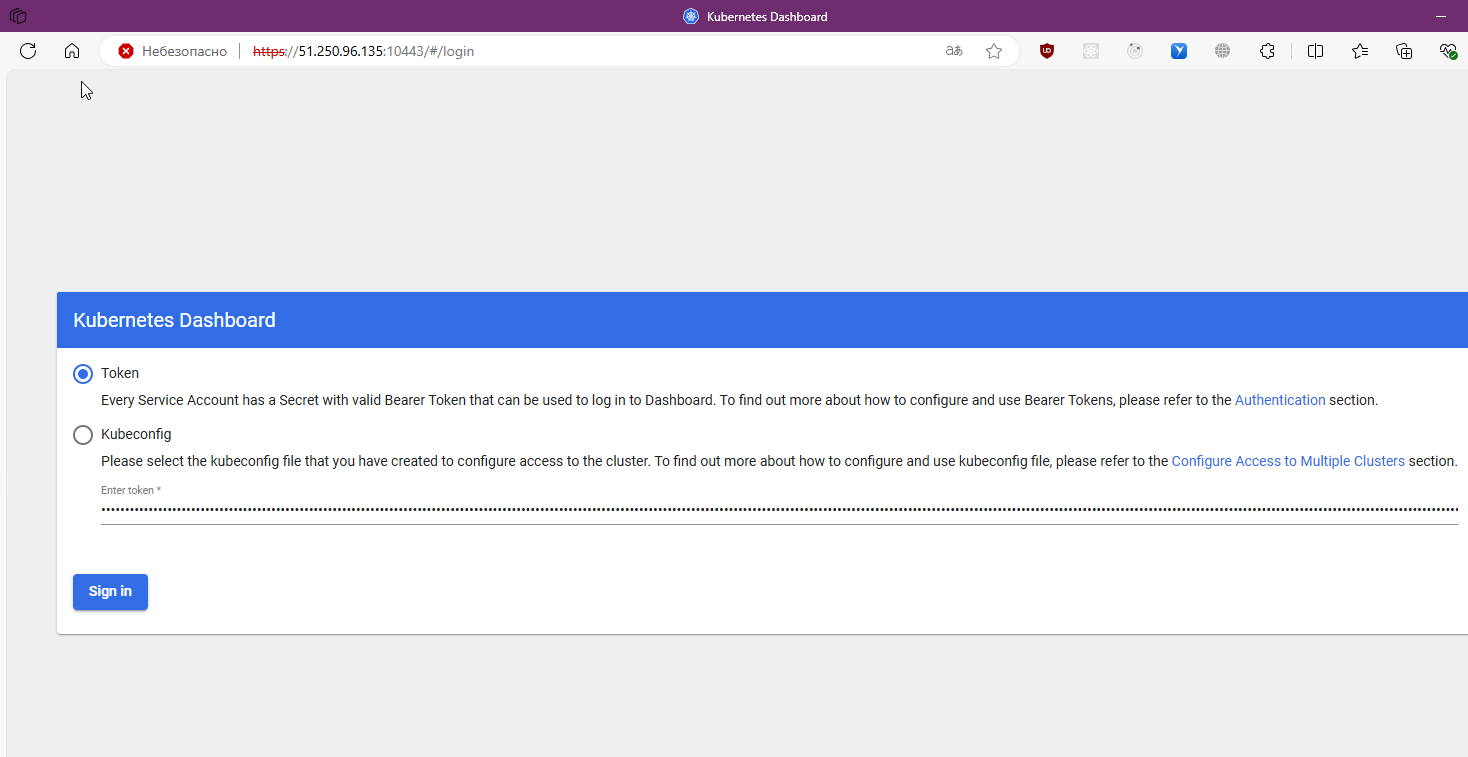 Kubernetes Dashboard
Небезопасно https://51.250.96.135:10443/#/login aあ
Kubernetes Dashboard
Token
Every Service Account has a Secret with valid Bearer Token that can be used to log in to Dashboard. To find out more about how to configure and use Bearer Tokens, please refer to the Authentication section.
Kubeconfig
Please select the kubeconfig file that you have created to configure access to the cluster. To find out more about how to configure and use kubeconfig file, please refer to the Configure Access to Multiple Clusters section.
Enter token *
Sign in